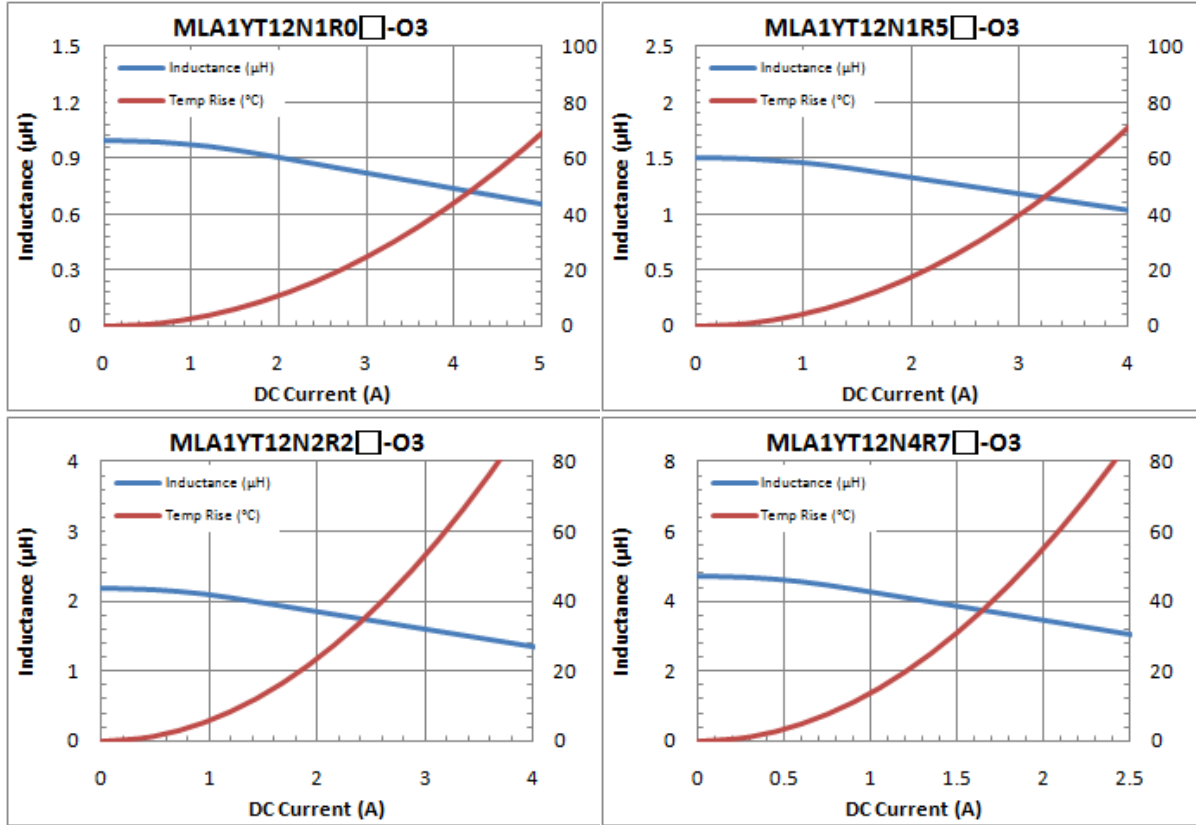 MLA1YT12N1R0□-O3
Inductance (µH)
Temp Rise (°C)
Inductance (µH)
1.5
1.2
0.9
0.6
0.3
0
100
80
60
40
20
0
0 1 2 3 4 5
DC Current (A)
MLA1YT12N1R5□-O3
Inductance (µH)
Temp Rise (°C)
Inductance (µH)
2.5
2
1.5
1
0.5
0
100
80
60
40
20
0
0 1 2 3 4
DC Current (A)
MLA1YT12N2R2□-O3
Inductance (µH)
Temp Rise (°C)
Inductance (µH)
4
3
2
1
0
80
60
40
20
0
0 1 2 3 4
DC Current (A)
MLA1YT12N4R7□-O3
Inductance (µH)
Temp Rise (°C)
Inductance (µH)
8
6
4
2
0
80
60
40
20
0
0 0.5 1 1.5 2 2.5
DC Current (A)